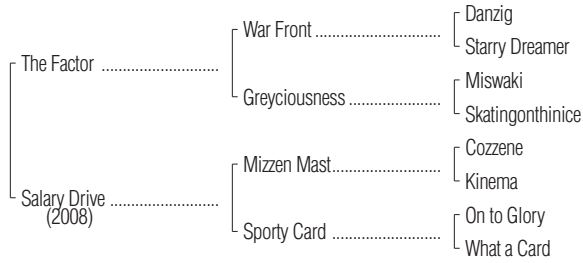 Danzig
War Front
Starry Dreamer
The Factor
Miswaki
Greyciousness
Skatingonthinice
Cozzene
Mizzen Mast
Kinema
Salary Drive
(2008)
On to Glory
Sporty Card
What a Card